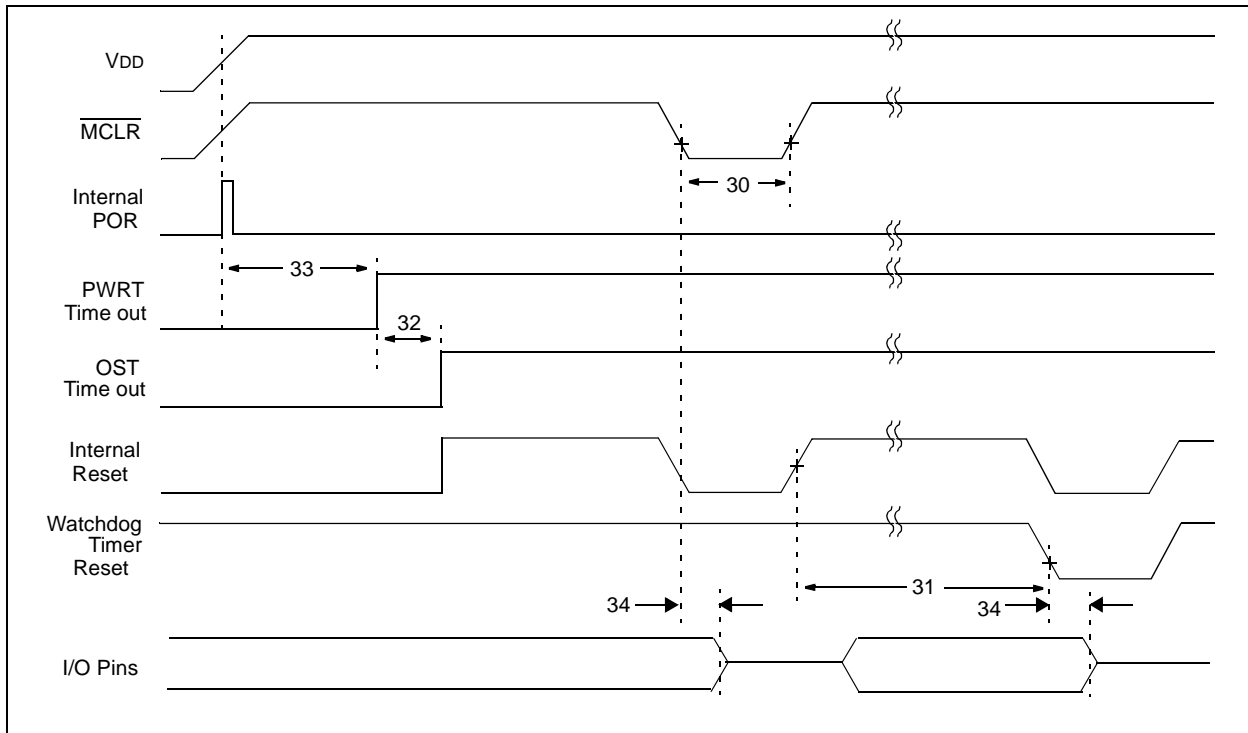 VDD
MCLR
30
Internal
POR
33
PWRT
Time out
32
OST
Time out
Internal
Reset
Watchdog
Timer
Reset
31
34
34
I/O Pins